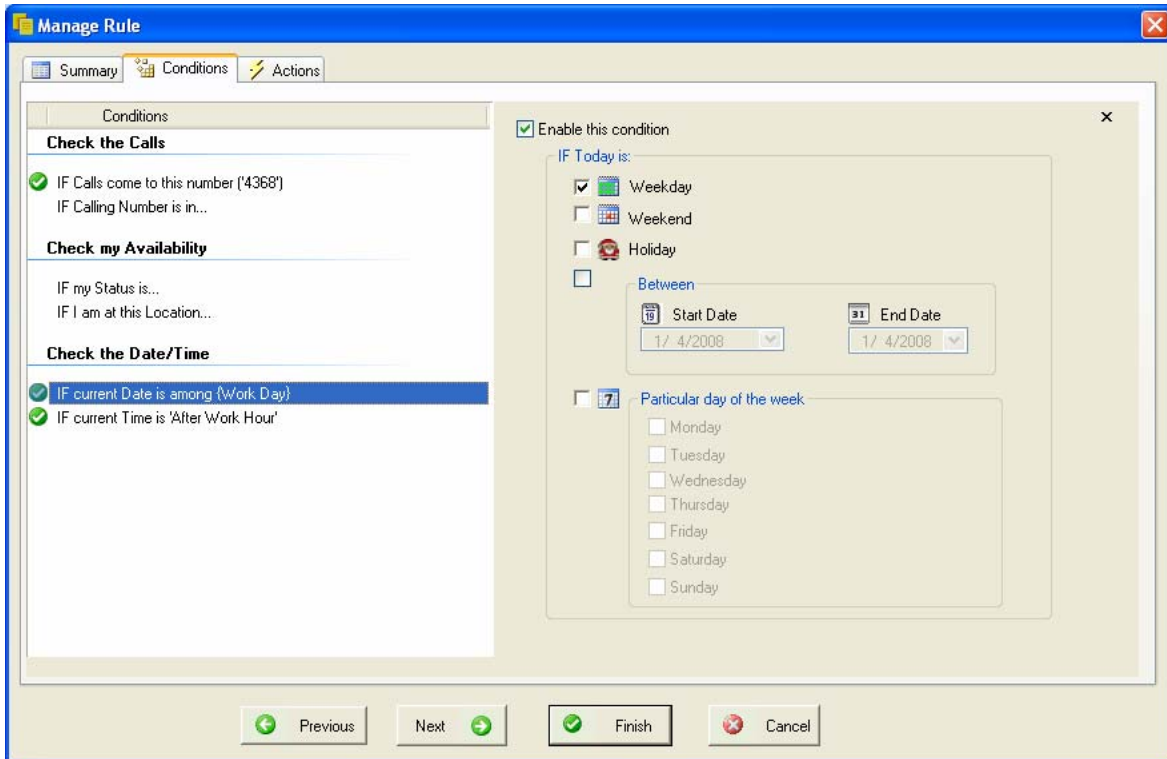 Manage Rule
Summary Conditions Actions
Conditions
Check the Calls
IF Calls come to this number ('4368')
IF Calling Number is in...
Check my Availability
IF my Status is...
IF I am at this Location...
Check the Date/Time
IF current Date is among {Work Day}
IF current Time is 'After Work Hour'
Enable this condition
IF Today is:
Weekday
Weekend
Holiday
Between
19 Start Date 31 End Date
1/ 4/2008 1/ 4/2008
7 Particular day of the week
Monday
Tuesday
Wednesday
Thursday
Friday
Saturday
Sunday
Previous Next Finish Cancel